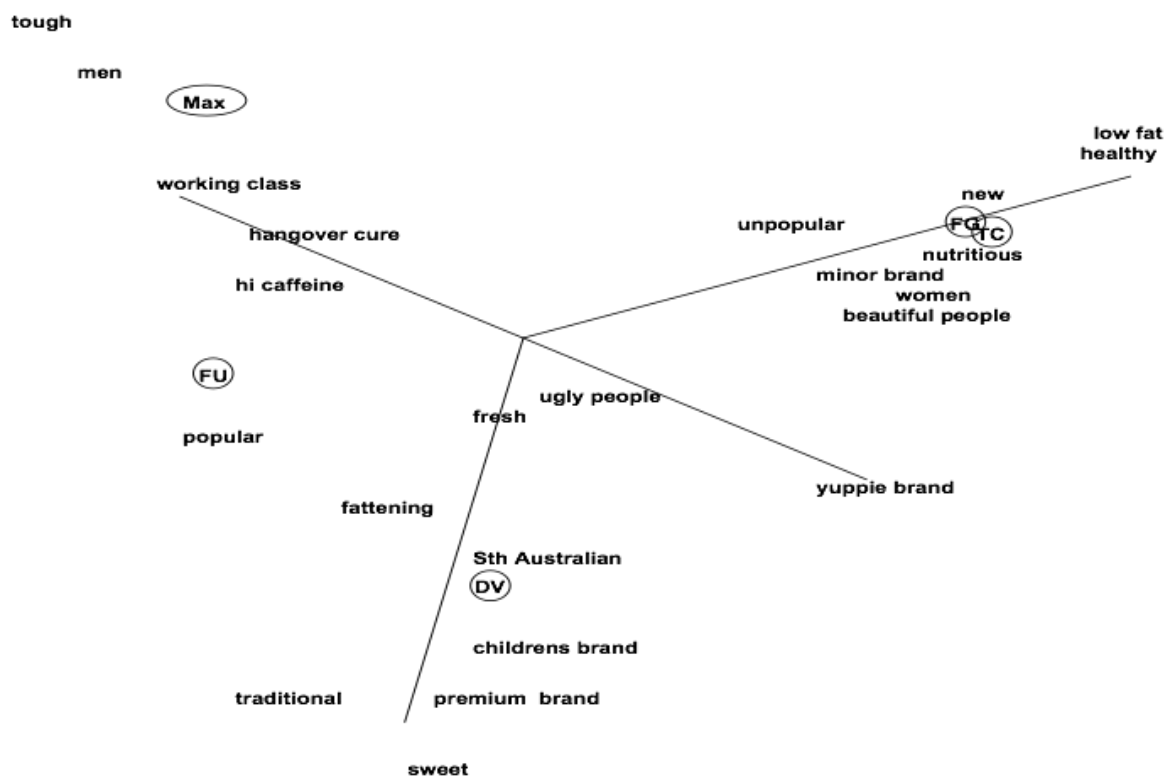 tough
men
Max
low fat
healthy
working class
new
unpopular
FG
TC
hangover cure
nutritious
minor brand
hi caffeine
women
beautiful people
FU
ugly people
fresh
popular
yuppie brand
fattening
Sth Australian
DV
childrens brand
traditional
premium brand
sweet